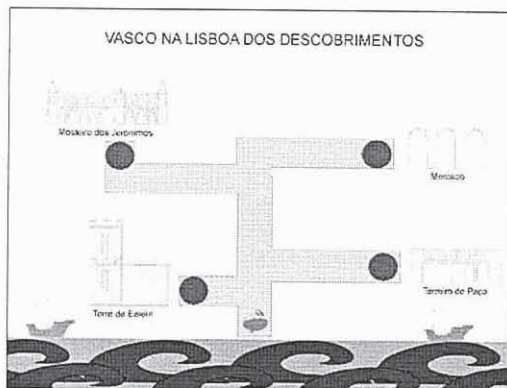 VASCO NA LISBOA DOS DESCOBRIMENTOS
Mosteiro dos Jerónimos
Mercado
Terreiro do Paço
Torre de Belém